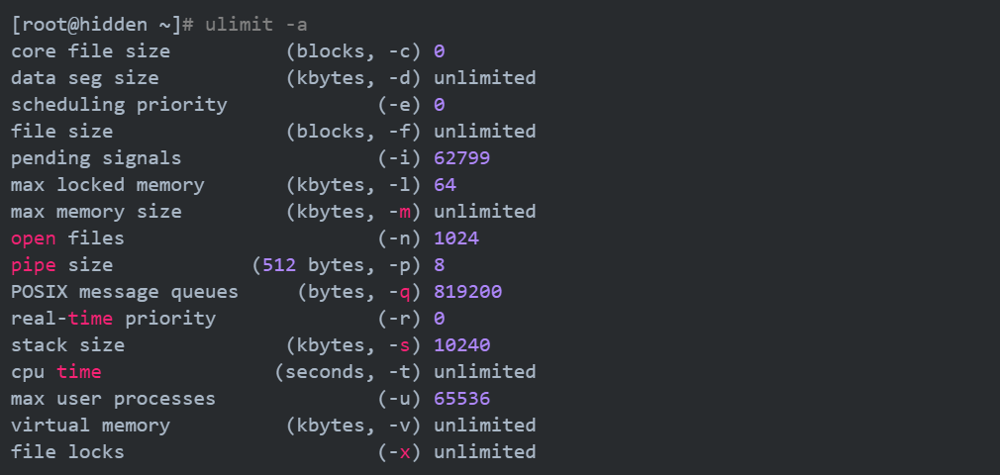 [root@hidden ~]# ulimit -a
core file size          (blocks, -c) 0
data seg size           (kbytes, -d) unlimited
scheduling priority             (-e) 0
file size               (blocks, -f) unlimited
pending signals                 (-i) 62799
max locked memory       (kbytes, -l) 64
max memory size         (kbytes, -m) unlimited
open files                      (-n) 1024
pipe size            (512 bytes, -p) 8
POSIX message queues     (bytes, -q) 819200
real-time priority              (-r) 0
stack size              (kbytes, -s) 10240
cpu time               (seconds, -t) unlimited
max user processes              (-u) 65536
virtual memory          (kbytes, -v) unlimited
file locks                      (-x) unlimited